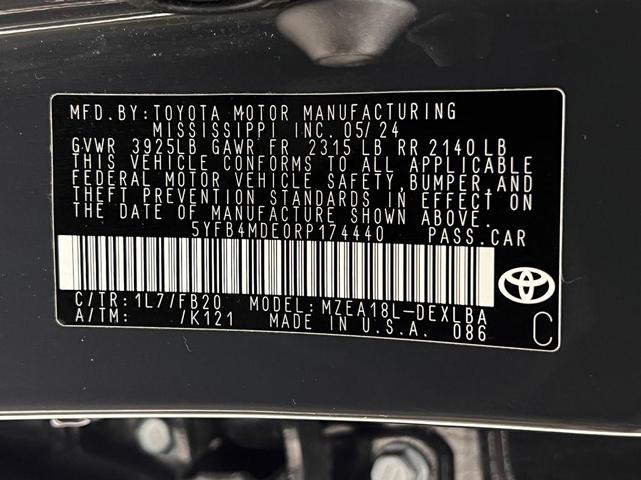 MFD.BY:TOYOTA MOTOR MANUFACTURING
MISSISSIPPI INC. 05/24
GVWR 3925LB GAWR FR 2315 LB RR 2140 LB
THIS VEHICLE CONFORMS TO ALL APPLICABLE
FEDERAL MOTOR VEHICLE SAFETY,BUMPER,AND
THEFT PREVENTION STANDARDS IN EFFECT ON
THE DATE OF MANUFACTURE SHOWN ABOVE.
5YFB4MDE0RP174440 PASS.CAR
C/TR:1L7/FB20 MODEL:MZEA18L-DEXLBA
A/TM: /K121 MADE IN U.S.A. 086 C